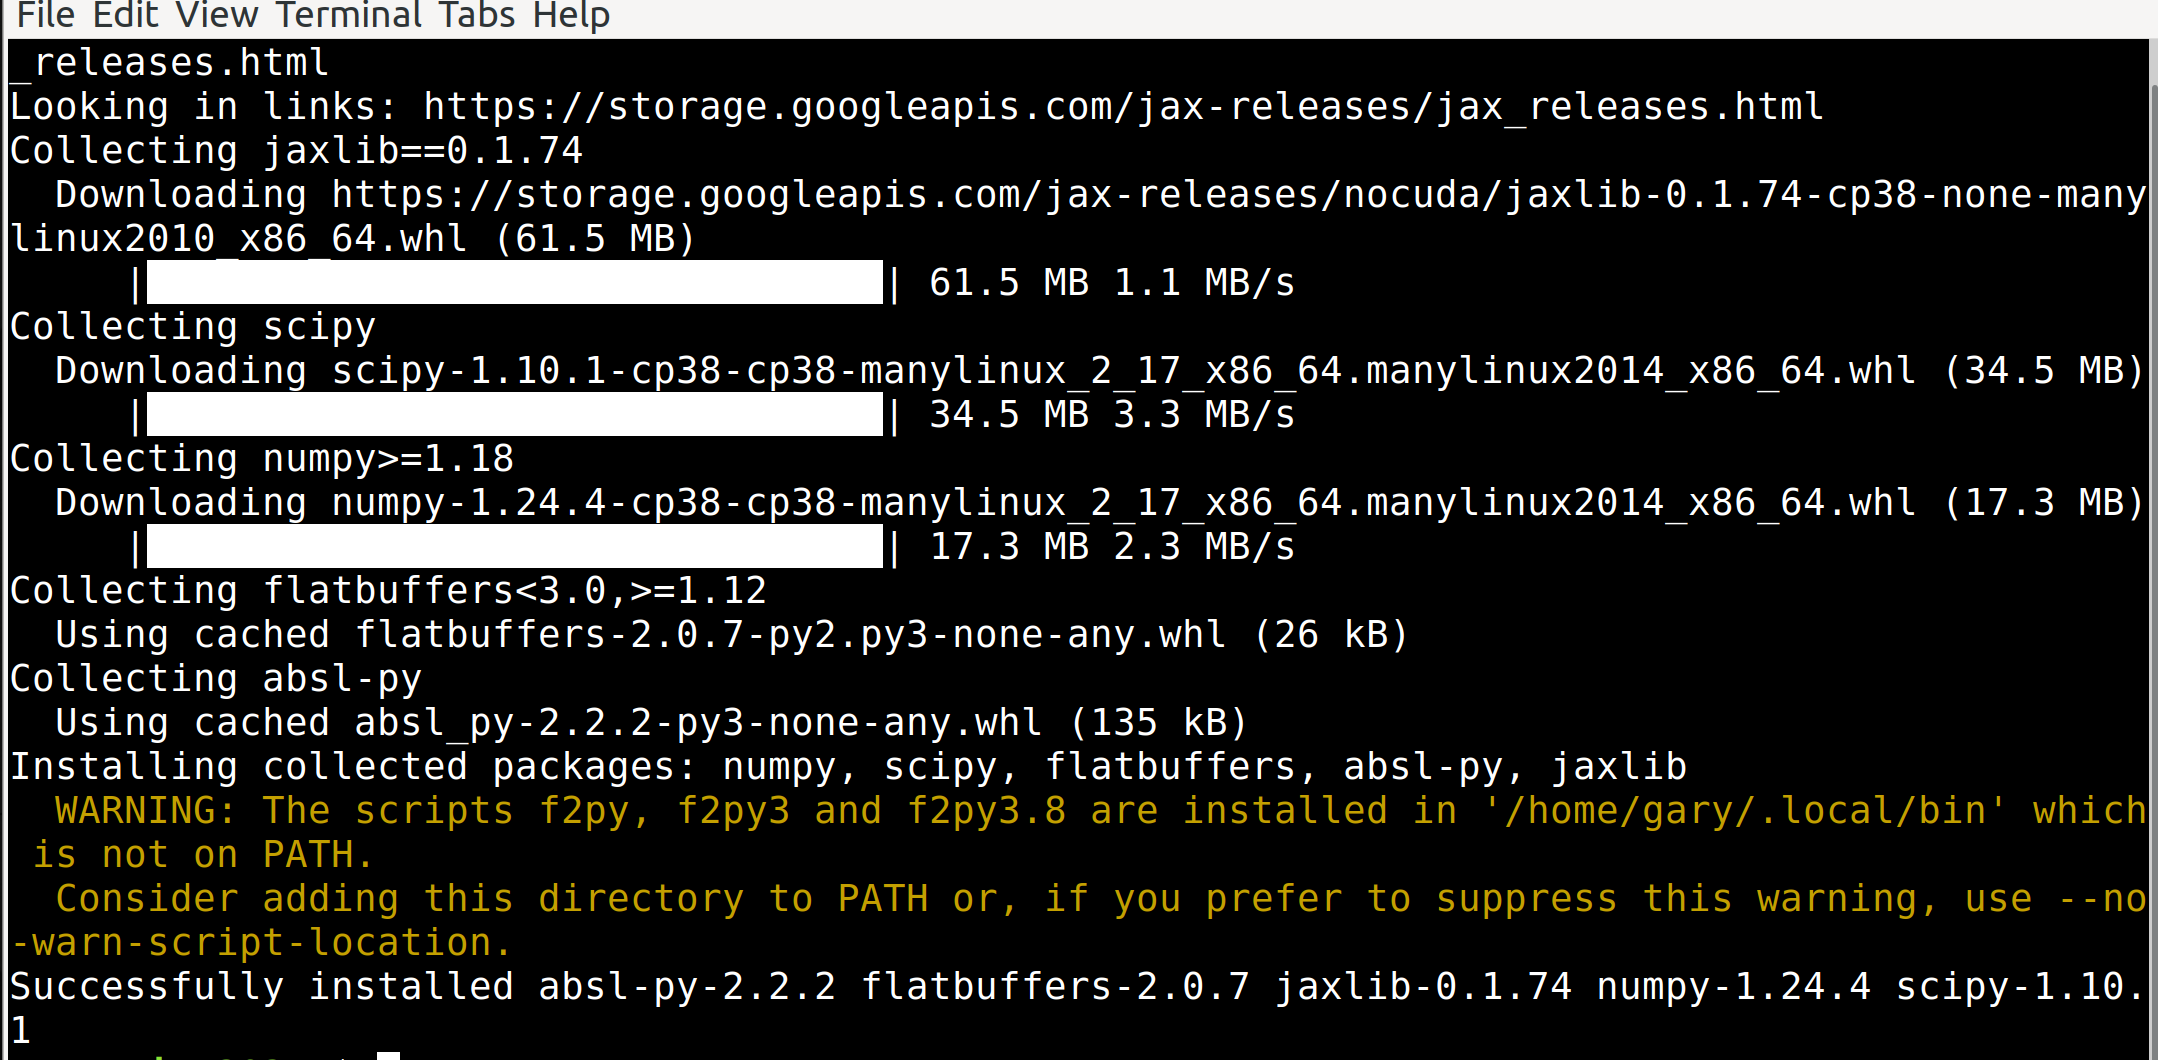 File Edit View Terminal Tabs Help
_releases.html
Looking in links: https://storage.googleapis.com/jax-releases/jax_releases.html
Collecting jaxlib==0.1.74
  Downloading https://storage.googleapis.com/jax-releases/nocuda/jaxlib-0.1.74-cp38-none-many
linux2010_x86_64.whl (61.5 MB)
     | | 61.5 MB 1.1 MB/s
Collecting scipy
  Downloading scipy-1.10.1-cp38-cp38-manylinux_2_17_x86_64.manylinux2014_x86_64.whl (34.5 MB)
     | | 34.5 MB 3.3 MB/s
Collecting numpy>=1.18
  Downloading numpy-1.24.4-cp38-cp38-manylinux_2_17_x86_64.manylinux2014_x86_64.whl (17.3 MB)
     | | 17.3 MB 2.3 MB/s
Collecting flatbuffers<3.0,>=1.12
  Using cached flatbuffers-2.0.7-py2.py3-none-any.whl (26 kB)
Collecting absl-py
  Using cached absl_py-2.2.2-py3-none-any.whl (135 kB)
Installing collected packages: numpy, scipy, flatbuffers, absl-py, jaxlib
  WARNING: The scripts f2py, f2py3 and f2py3.8 are installed in '/home/gary/.local/bin' which
 is not on PATH.
  Consider adding this directory to PATH or, if you prefer to suppress this warning, use --no
-warn-script-location.
Successfully installed absl-py-2.2.2 flatbuffers-2.0.7 jaxlib-0.1.74 numpy-1.24.4 scipy-1.10.
1